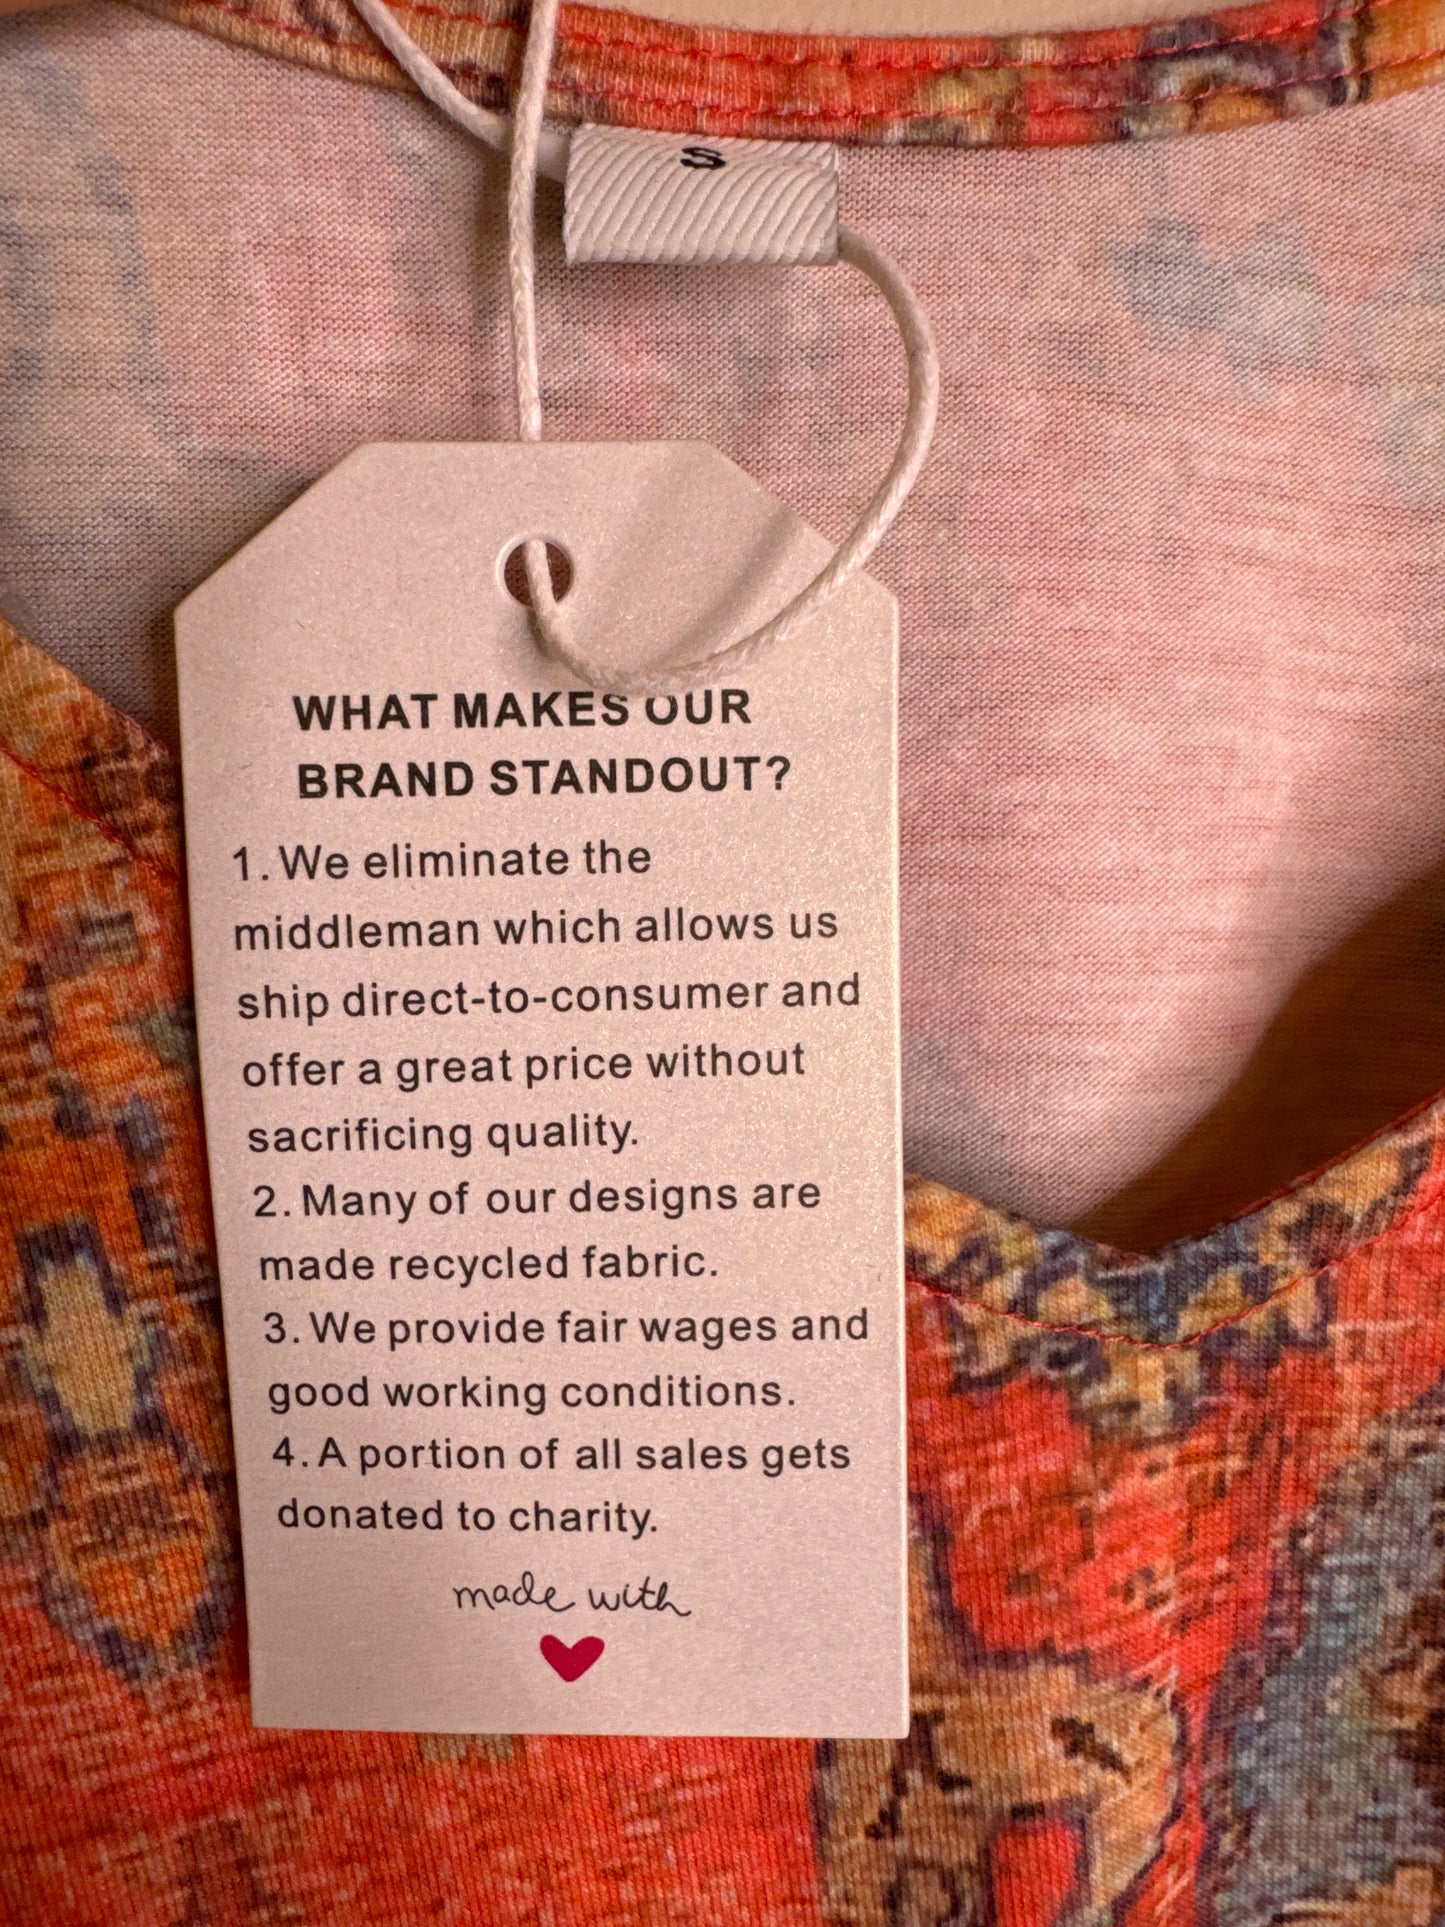 S
WHAT MAKES OUR
BRAND STANDOUT?
1. We eliminate the
middleman which allows us
ship direct-to-consumer and
offer a great price without
sacrificing quality.
2. Many of our designs are
made recycled fabric.
3. We provide fair wages and
good working conditions.
4. A portion of all sales gets
donated to charity.
made with